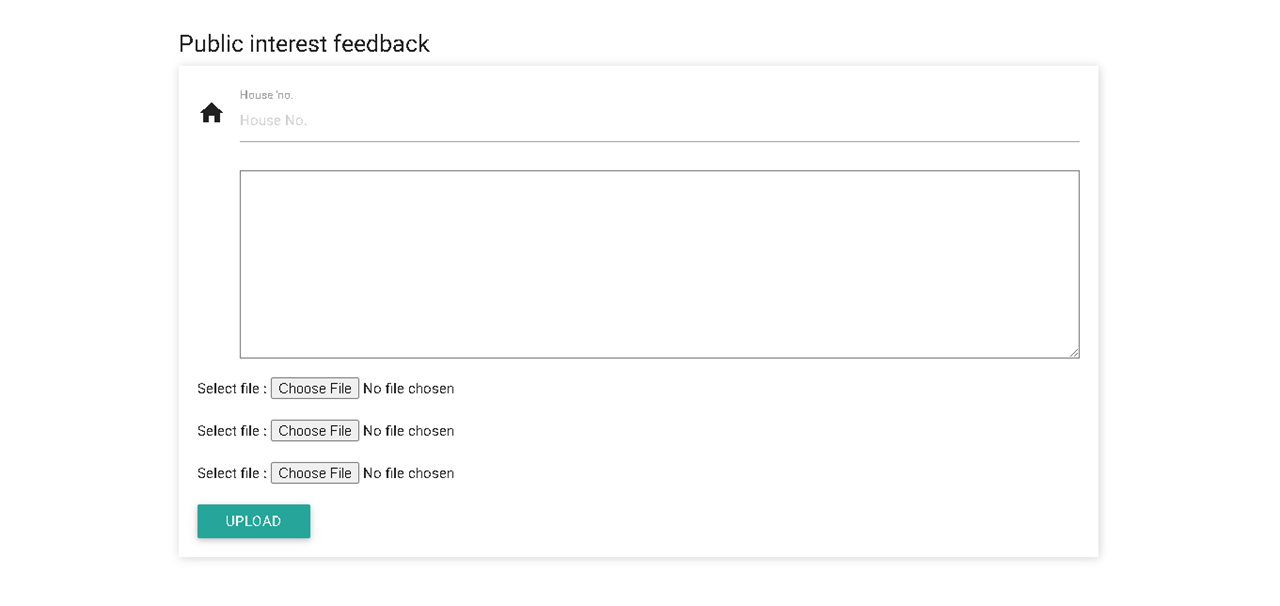 Public interest feedback
House 'no.
House No.
Select file : Choose File No file chosen
Select file : Choose File No file chosen
Select file : Choose File No file chosen
UPLOAD